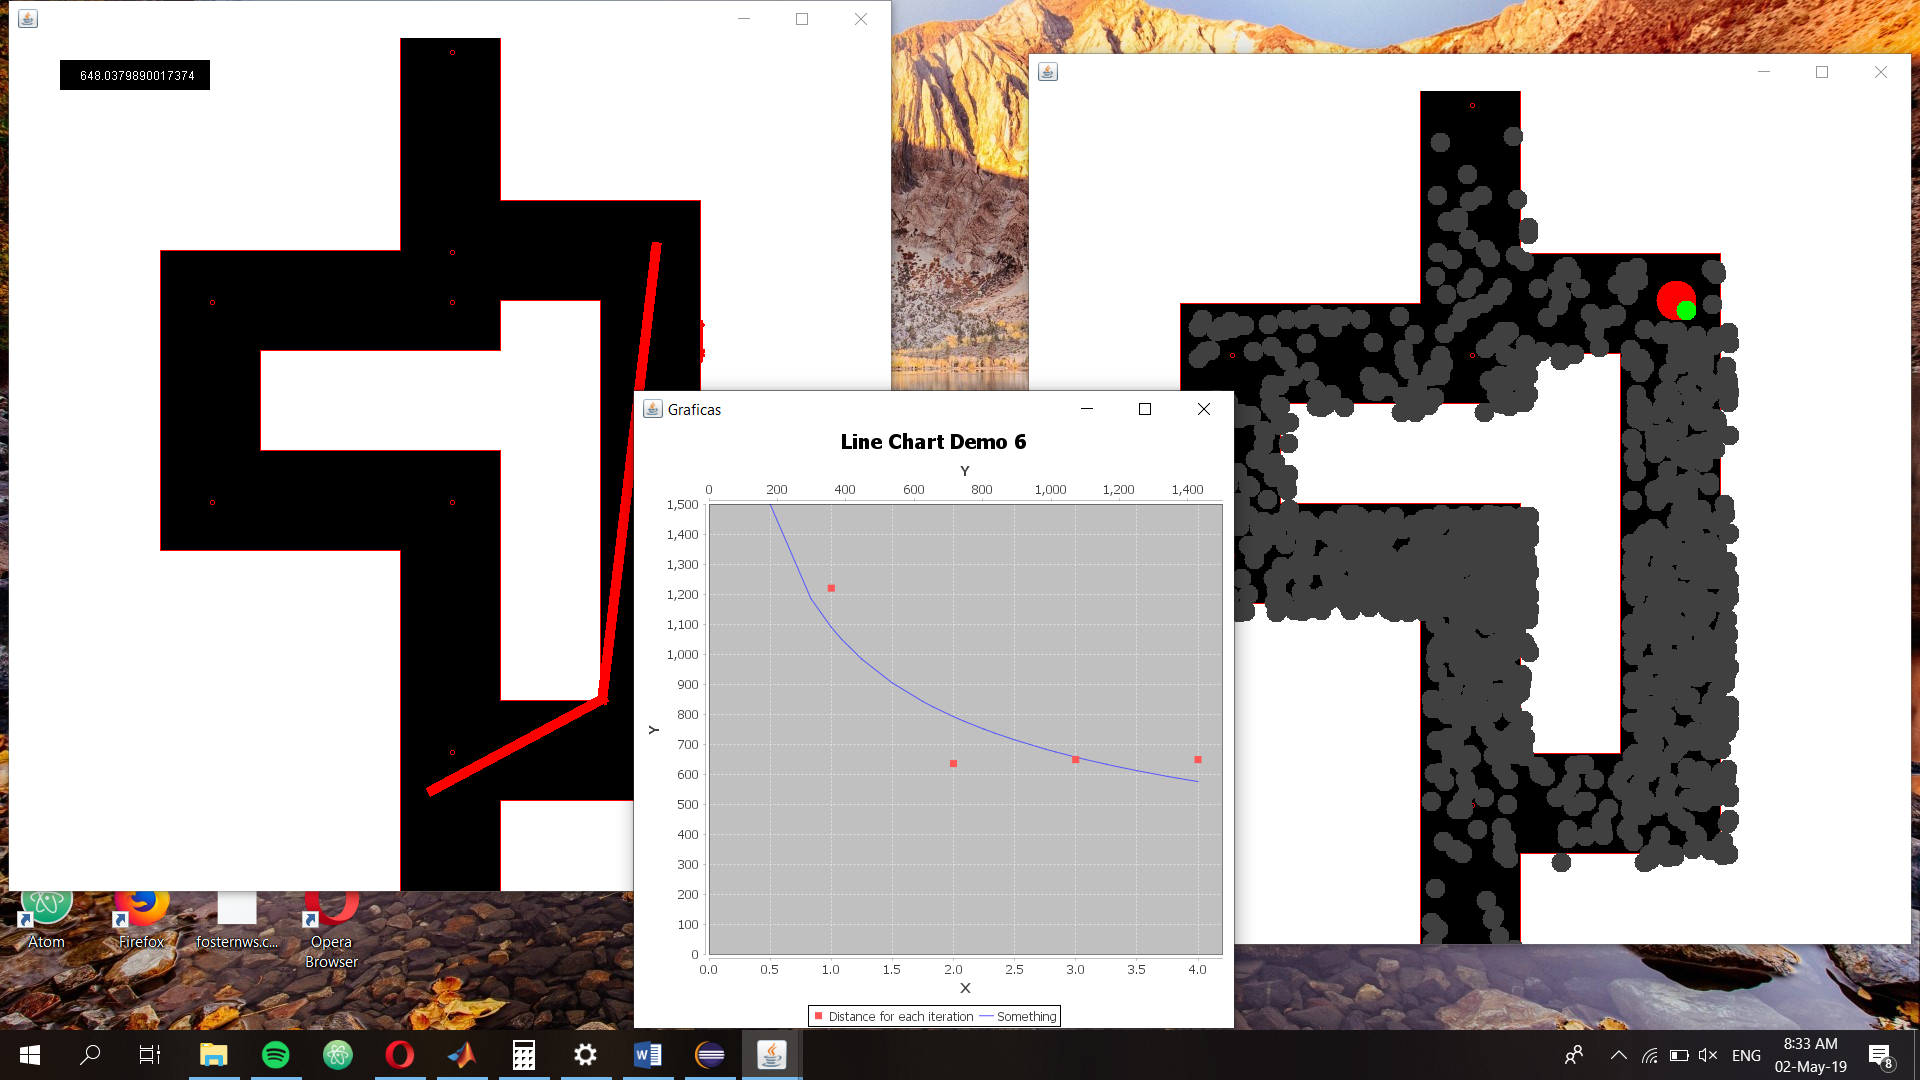 648.0379890017374
Graficas
Line Chart Demo 6
Y
0 200 400 600 800 1,000 1,200 1,400
1,500
1,400
1,300
1,200
1,100
1,000
900
800
700
600
500
400
300
200
100
0
Y
0.0 0.5 1.0 1.5 2.0 2.5 3.0 3.5 4.0
X
Distance for each iteration Something
Atom Firefox fosternws.c... Opera Browser
ENG
8:33 AM
02-May-19
8